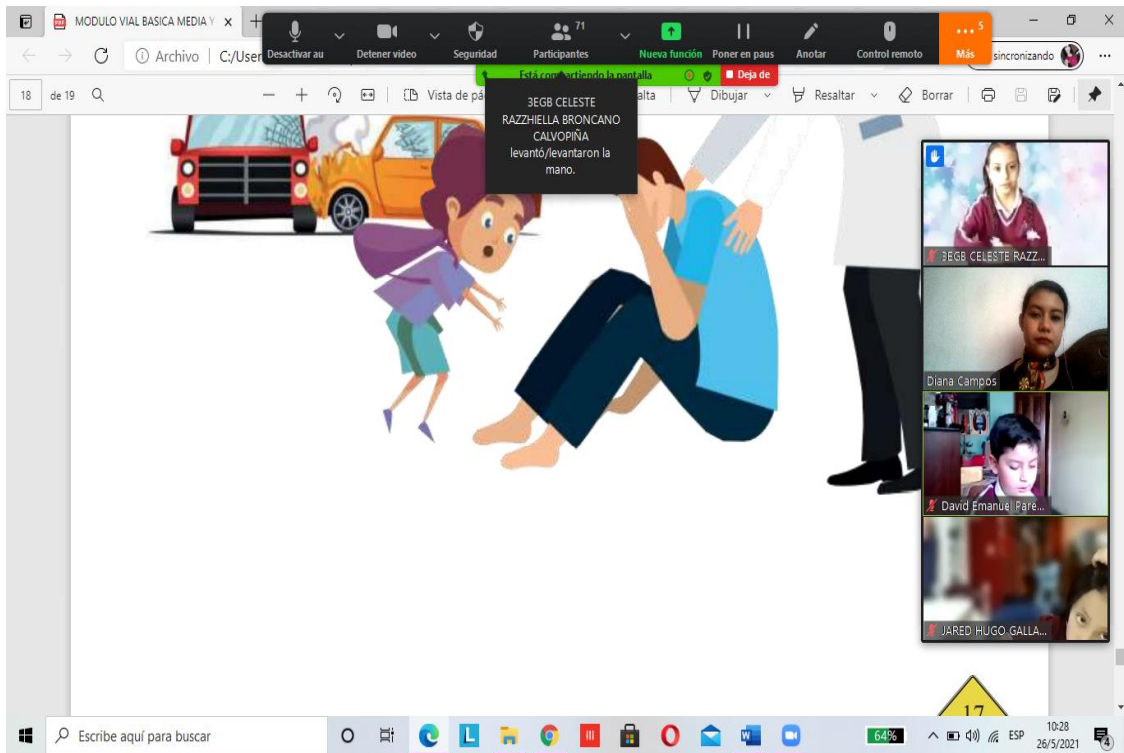 MODULO VIAL BASICA MEDIA Y
Desactivar au
Detener video
Seguridad
Participantes
71
Nueva función
Poner en paus
Anotar
Control remoto
Más
5
Archivo
C:/User
sincronizando
Está compartiendo la pantalla
Deja de
18
de 19
Vista de pá
alta
Dibujar
Resaltar
Borrar
3EGB CELESTE
RAZZHIELLA BRONCANO
CALVOPIÑA
levantó/levantaron la
mano.
3EGB CELESTE RAZZ...
Diana Campos
David Emanuel Pare...
JARED HUGO GALLA...
17
Escribe aquí para buscar
64%
ESP
10:28
26/5/2021
4